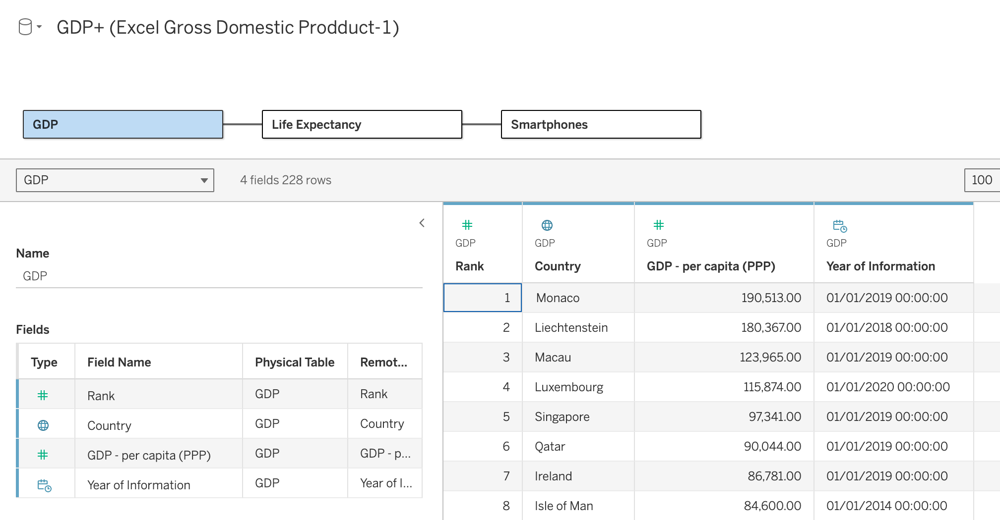 GDP+ (Excel Gross Domestic Prodduct-1)
GDP
Life Expectancy
Smartphones
GDP
4 fields 228 rows
100
Name
GDP
Fields
Type Field Name Physical Table Remot...
Rank GDP Rank
Country GDP Country
GDP - per capita (PPP) GDP GDP - p...
Year of Information GDP Year of I...
GDP GDP GDP GDP
Rank Country GDP - per capita (PPP) Year of Information
1 Monaco 190,513.00 01/01/2019 00:00:00
2 Liechtenstein 180,367.00 01/01/2018 00:00:00
3 Macau 123,965.00 01/01/2019 00:00:00
4 Luxembourg 115,874.00 01/01/2020 00:00:00
5 Singapore 97,341.00 01/01/2019 00:00:00
6 Qatar 90,044.00 01/01/2019 00:00:00
7 Ireland 86,781.00 01/01/2019 00:00:00
8 Isle of Man 84,600.00 01/01/2014 00:00:00